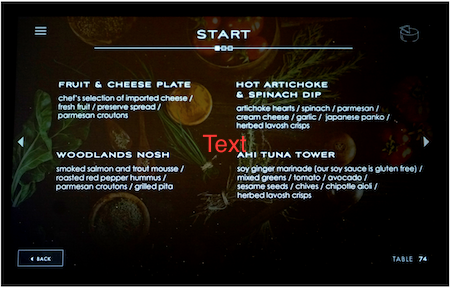 START
FRUIT & CHEESE PLATE
chef's selection of imported cheese /
fresh fruit / preserve spread /
parmesan croutons
HOT ARTICHOKE
& SPINACH DIP
artichoke hearts / spinach / parmesan /
cream cheese / garlic / japanese panko /
herbed lavosh crisps
Text
WOODLANDS NOSH
smoked salmon and trout mousse /
roasted red pepper hummus /
parmesan croutons / grilled pita
AHI TUNA TOWER
soy ginger marinade (our soy sauce is gluten free) /
mixed greens / tomato / avocado /
sesame seeds / chives / chipotle aioli /
herbed lavosh crisps
BACK
TABLE 74